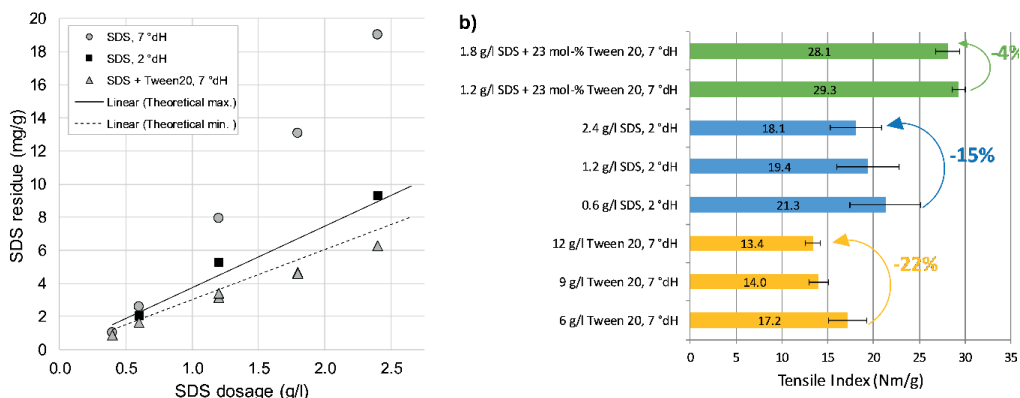 20
18
16
14
12
10
8
6
4
2
0
SDS residue (mg/g)
SDS, 7 °dH
SDS, 2 °dH
SDS + Tween20, 7 °dH
Linear (Theoretical max.)
Linear (Theoretical min. )
0.0 0.5 1.0 1.5 2.0 2.5
SDS dosage (g/l)
b)
1.8 g/l SDS + 23 mol-% Tween 20, 7 °dH 28.1
-4%
1.2 g/l SDS + 23 mol-% Tween 20, 7 °dH 29.3
2.4 g/l SDS, 2 °dH 18.1
-15%
1.2 g/l SDS, 2 °dH 19.4
0.6 g/l SDS, 2 °dH 21.3
12 g/l Tween 20, 7 °dH 13.4
-22%
9 g/l Tween 20, 7 °dH 14.0
6 g/l Tween 20, 7 °dH 17.2
0 5 10 15 20 25 30 35
Tensile Index (Nm/g)